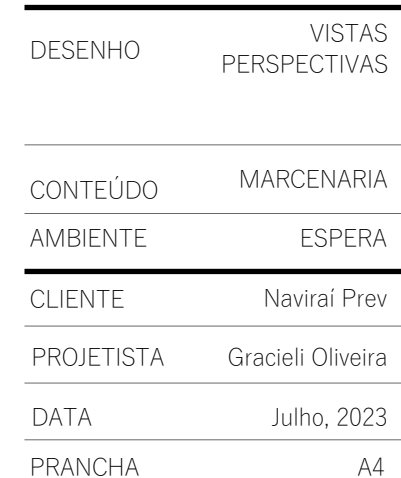 DESENHO VISTAS
PERSPECTIVAS
CONTEÚDO MARCENARIA
AMBIENTE ESPERA
CLIENTE Naviraí Prev
PROJETISTA Gracieli Oliveira
DATA Julho, 2023
PRANCHA A4